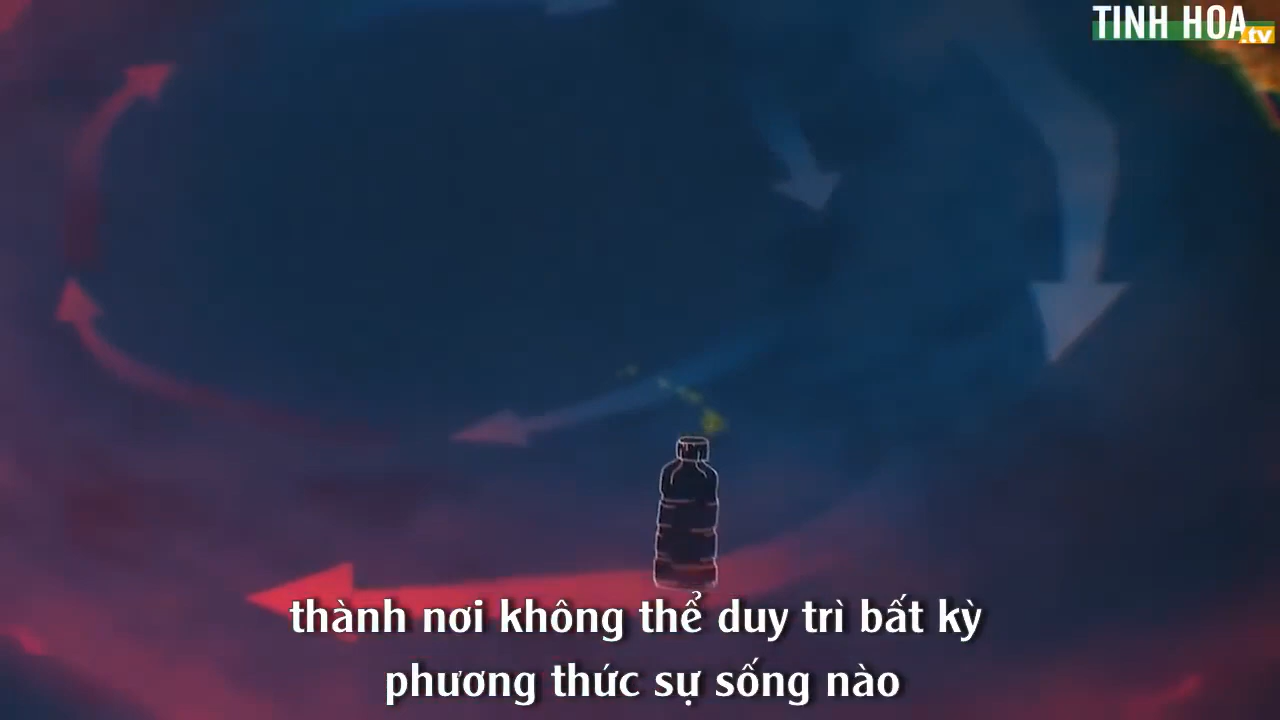 TINH HOA
.tv
thành nơi không thể duy trì bất kỳ
phương thức sự sống nào